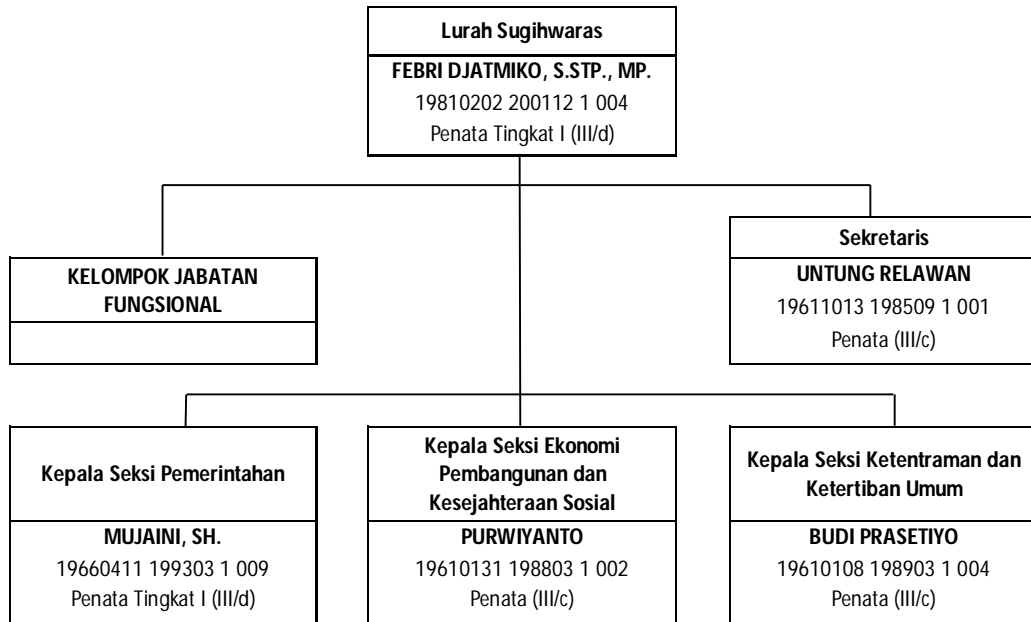 Lurah Sugihwaras
FEBRI DJATMIKO, S.STP., MP.
19810202 200112 1 004
Penata Tingkat I (III/d)
KELOMPOK JABATAN
FUNGSIONAL
Sekretaris
UNTUNG RELAWAN
19611013 198509 1 001
Penata (III/c)
Kepala Seksi Pemerintahan
MUJAINI, SH.
19660411 199303 1 009
Penata Tingkat I (III/d)
Kepala Seksi Ekonomi
Pembangunan dan
Kesejahteraan Sosial
PURWIYANTO
19610131 198803 1 002
Penata (III/c)
Kepala Seksi Ketentraman dan
Ketertiban Umum
BUDI PRASETIYO
19610108 198903 1 004
Penata (III/c)